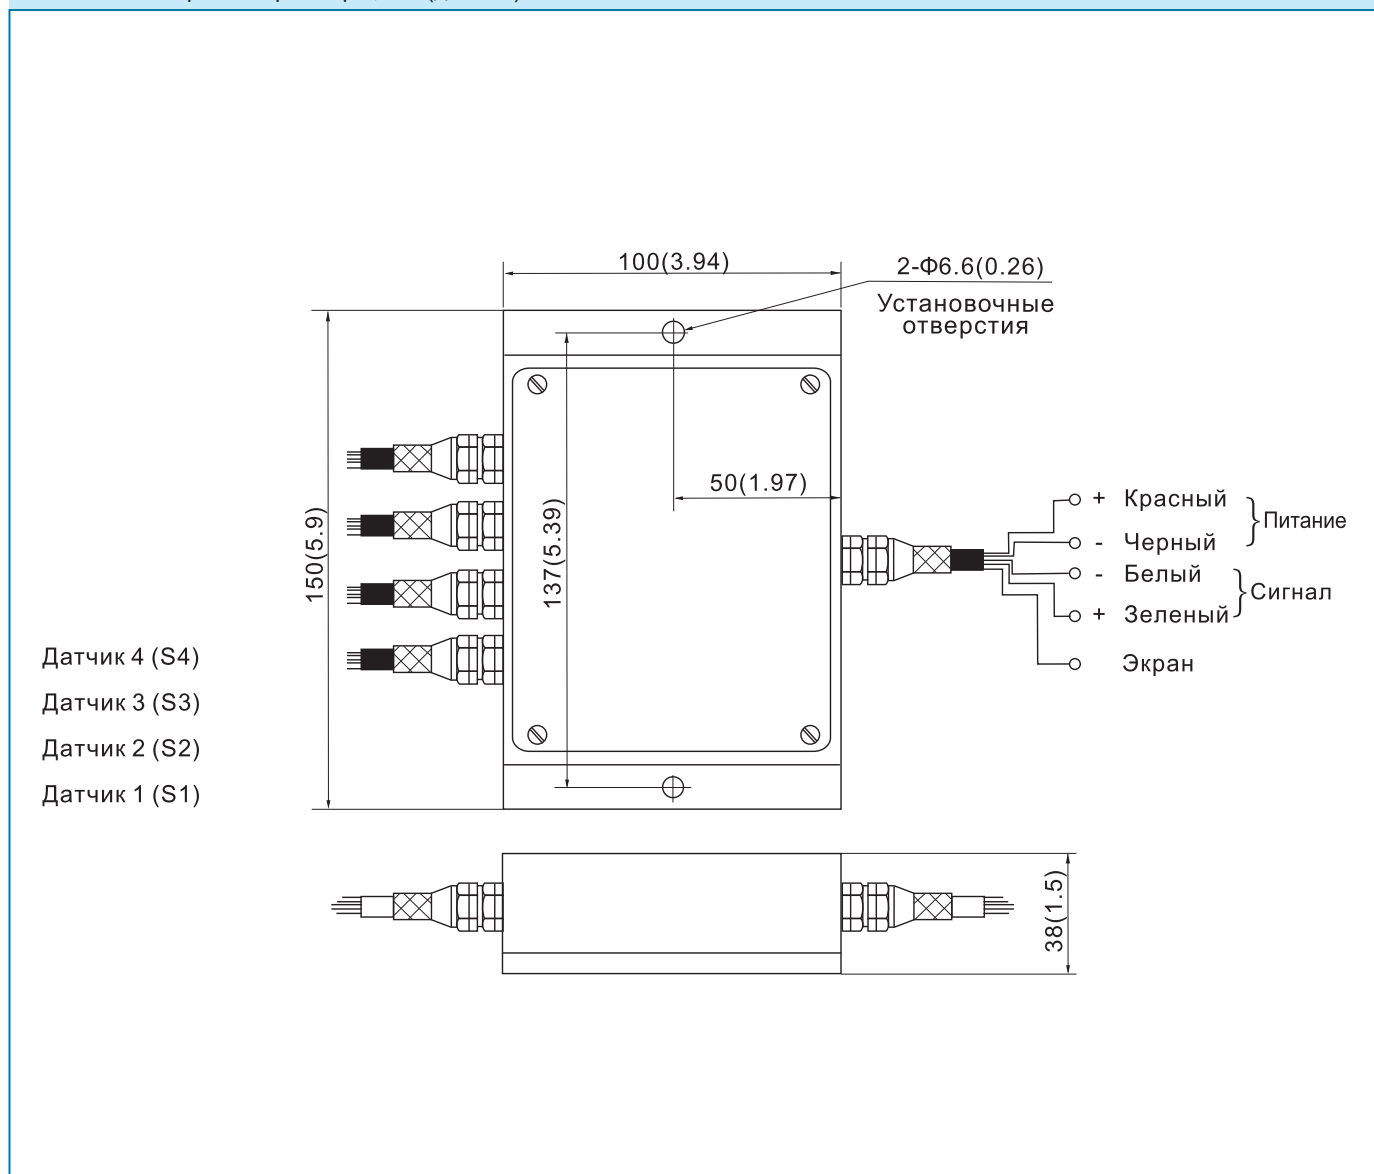 100(3.94)
2-Ф6.6(0.26)
Установочные
отверстия
150(5.9)
137(5.39)
50(1.97)
+ Красный
- Черный
Питание
- Белый
+ Зеленый
Сигнал
Экран
Датчик 4 (S4)
Датчик 3 (S3)
Датчик 2 (S2)
Датчик 1 (S1)
38(1.5)